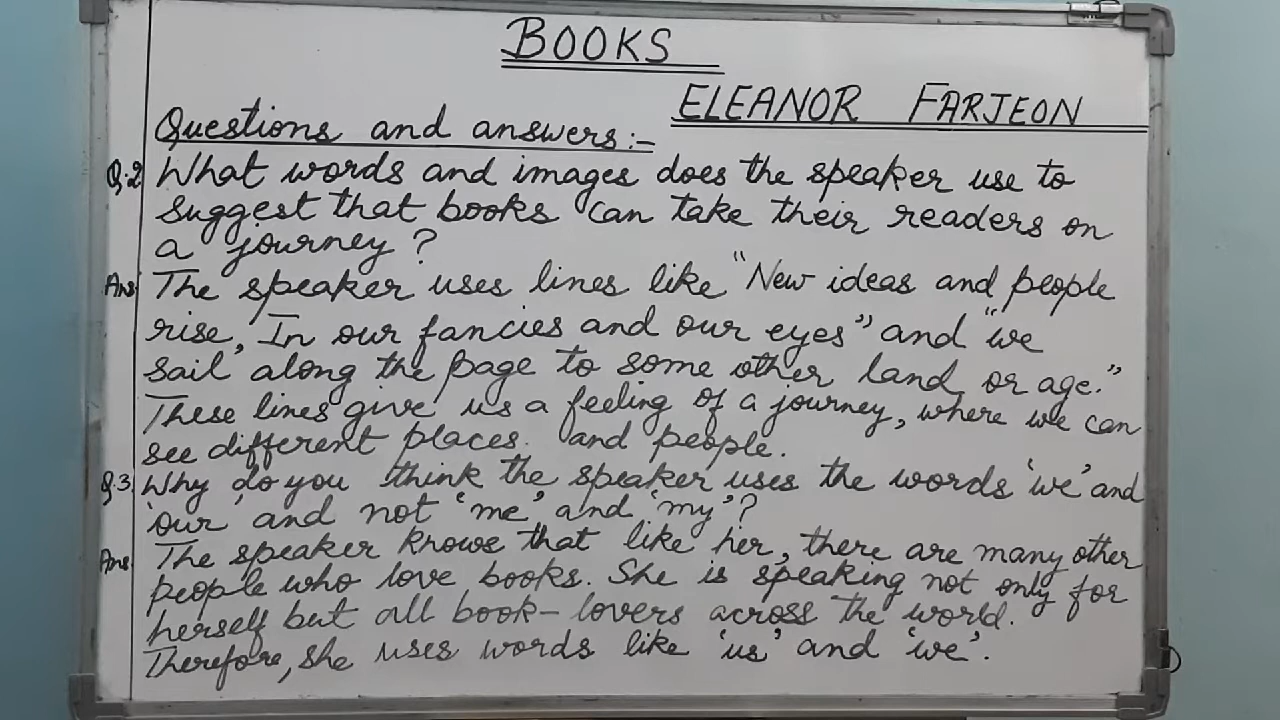 BOOKS
ELEANOR FARJEON
Questions and answers:-
Q.2 What words and images does the speaker use to
suggest that books can take their readers on
a journey?
Ans. The speaker uses lines like "New ideas and people
rise, In our fancies and our eyes" and "we
sail along the page to some other land or age."
These lines give us a feeling of a journey, where we can
see different places. and people.
Q.3. Why do you think the speaker uses the words 'we' and
'our' and not 'me' and 'my'?
Ans. The speaker knows that like her, there are many other
people who love books. She is speaking not only for
herself but all book-lovers across the world.
Therefore, she uses words like 'us' and 'we'.